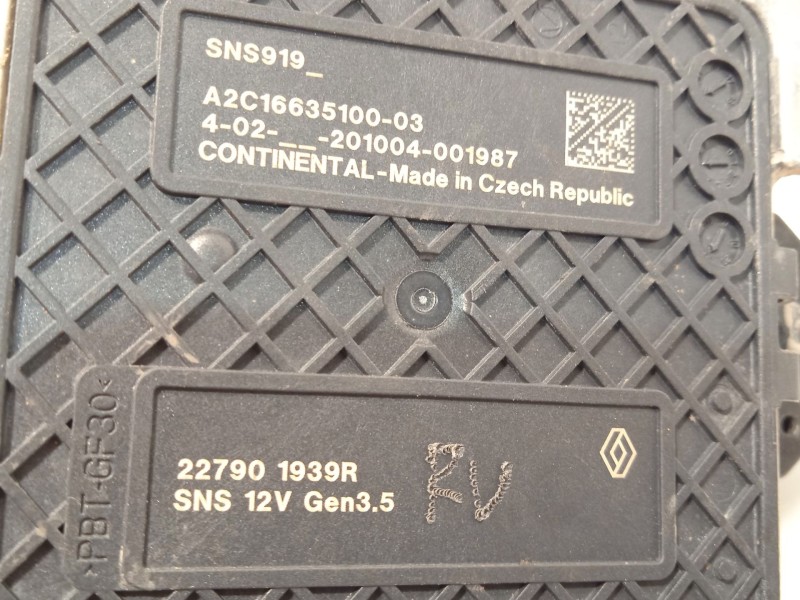 SNS919_
A2C16635100-03
4-02-__-201004-001987
CONTINENTAL-Made in Czech Republic
>PBT-GF30<
22790 1939R
SNS 12V Gen3.5
RV